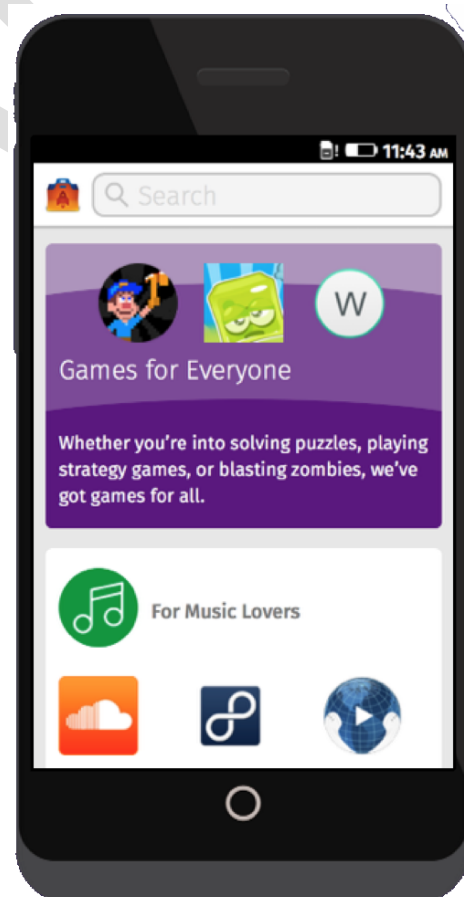 11:43 AM
Search
W
Games for Everyone
Whether you're into solving puzzles, playing
strategy games, or blasting zombies, we've
got games for all.
For Music Lovers